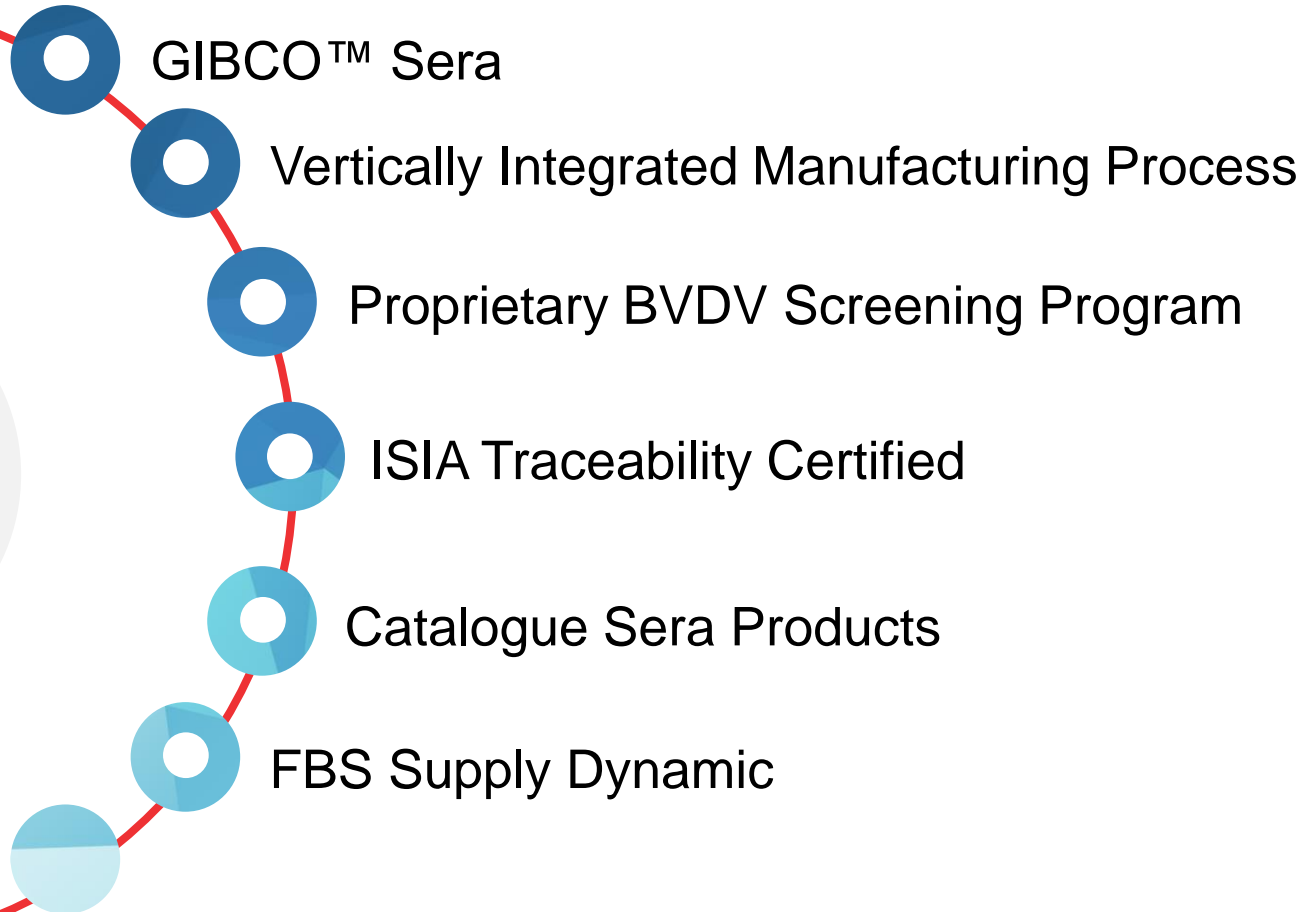 GIBCO™ Sera
Vertically Integrated Manufacturing Process
Proprietary BVDV Screening Program
ISIA Traceability Certified
Catalogue Sera Products
FBS Supply Dynamic